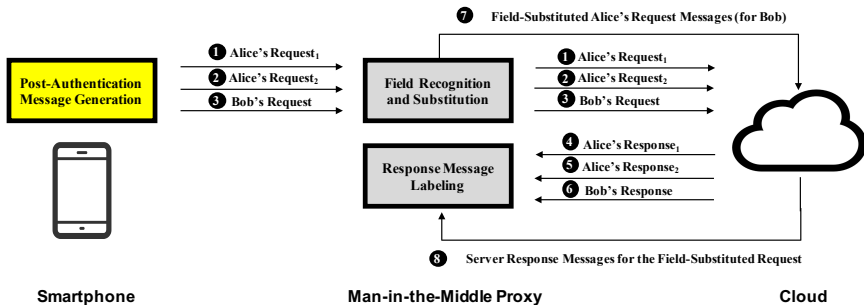 7 Field-Substituted Alice's Request Messages (for Bob)
Post-Authentication
Message Generation
1 Alice's Request1
2 Alice's Request2
3 Bob's Request
Field Recognition
and Substitution
1 Alice's Request1
2 Alice's Request2
3 Bob's Request
Response Message
Labeling
4 Alice's Response1
5 Alice's Response2
6 Bob's Response
8 Server Response Messages for the Field-Substituted Request
Smartphone
Man-in-the-Middle Proxy
Cloud